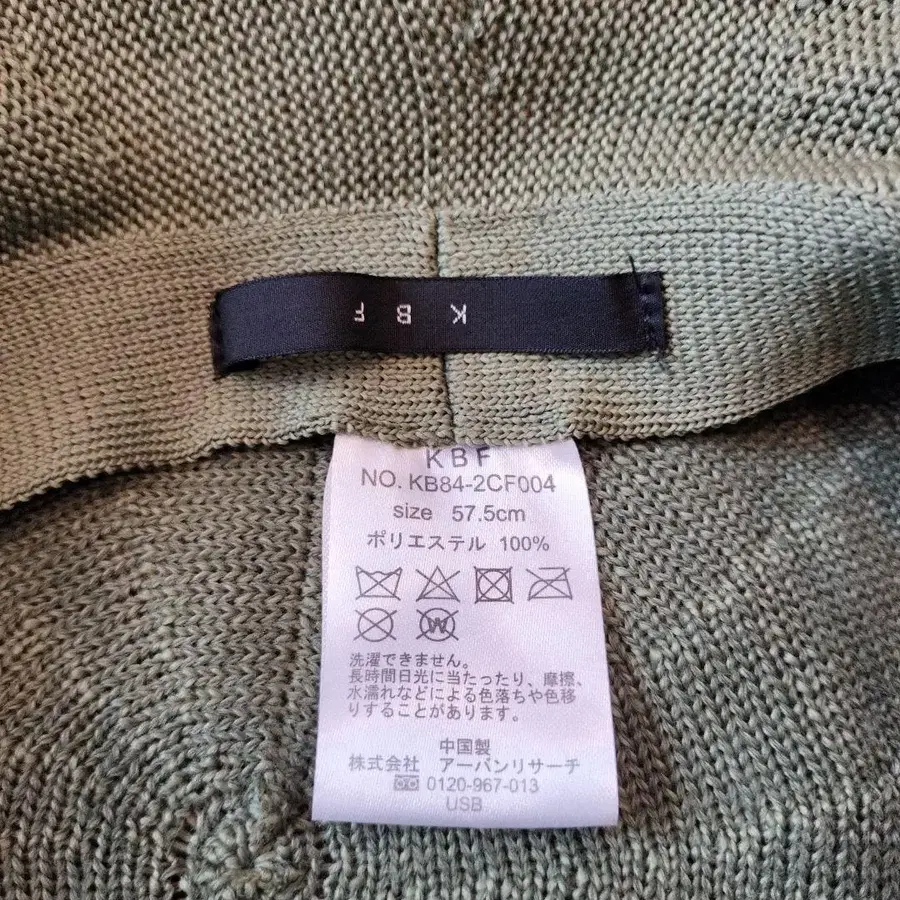 K B F
K B F
NO. KB84-2CF004
size 57.5cm
ポリエステル 100%
W
洗濯できません。
長時間日光に当たったり、摩擦、
水濡れなどによる色落ちや色移
りすることがあります。
中国製
株式会社 アーバンリサーチ
0120-967-013
USB